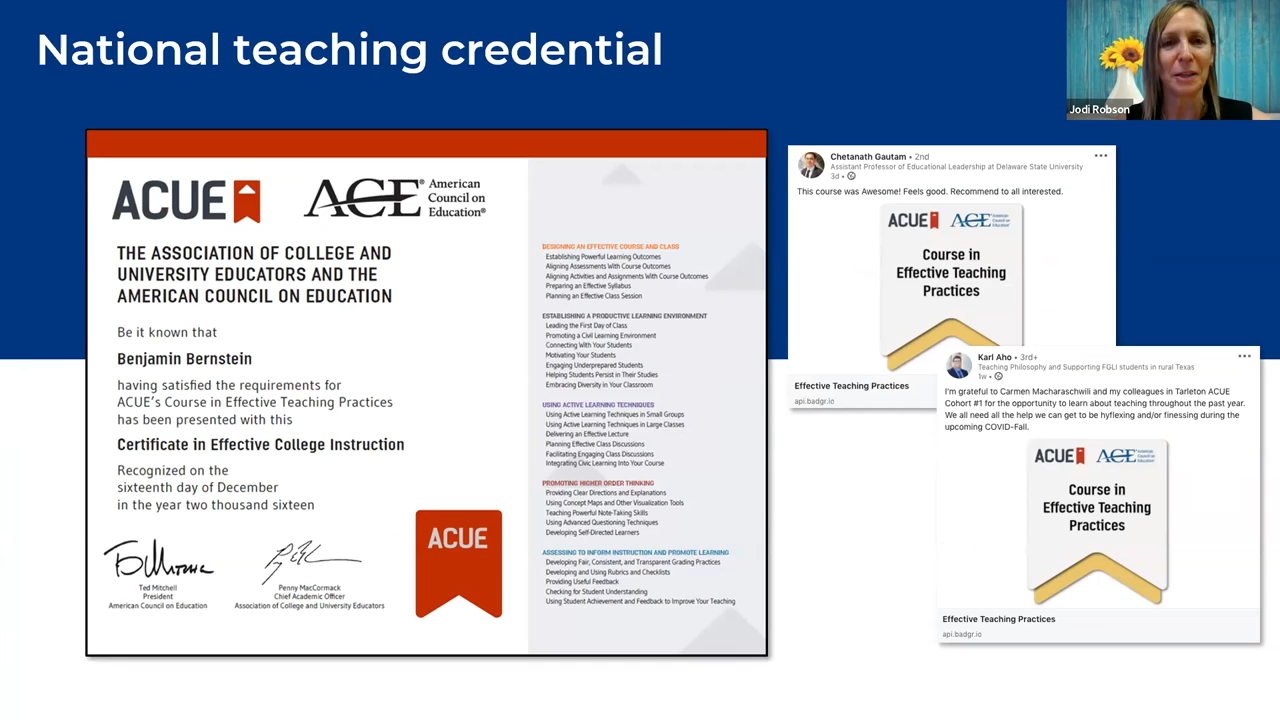 National teaching credential
Jodi Robson
ACUE
ACE® American
Council on
Education®
THE ASSOCIATION OF COLLEGE AND
UNIVERSITY EDUCATORS AND THE
AMERICAN COUNCIL ON EDUCATION
Be it known that
Benjamin Bernstein
having satisfied the requirements for
ACUE's Course in Effective Teaching Practices
has been presented with this
Certificate in Effective College Instruction
Recognized on the
sixteenth day of December
in the year two thousand sixteen
Ted Mitchell
President
American Council on Education
Penny MacCormack
Chief Academic Officer
Association of College and University Educators
ACUE
DESIGNING AN EFFECTIVE COURSE AND CLASS
Establishing Powerful Learning Outcomes
Aligning Assessments With Course Outcomes
Aligning Activities and Assignments With Course Outcomes
Preparing an Effective Syllabus
Planning an Effective Class Session
ESTABLISHING A PRODUCTIVE LEARNING ENVIRONMENT
Leading the First Day of Class
Promoting a Civil Learning Environment
Connecting With Your Students
Motivating Your Students
Engaging Underprepared Students
Helping Students Persist in Their Studies
Embracing Diversity in Your Classroom
USING ACTIVE LEARNING TECHNIQUES
Using Active Learning Techniques in Small Groups
Using Active Learning Techniques in Large Classes
Delivering an Effective Lecture
Planning Effective Class Discussions
Facilitating Engaging Class Discussions
Integrating Civic Learning Into Your Course
PROMOTING HIGHER ORDER THINKING
Providing Clear Directions and Explanations
Using Concept Maps and Other Visualization Tools
Teaching Powerful Note-Taking Skills
Using Advanced Questioning Techniques
Developing Self-Directed Learners
ASSESSING TO INFORM INSTRUCTION AND PROMOTE LEARNING
Developing Fair, Consistent, and Transparent Grading Practices
Developing and Using Rubrics and Checklists
Providing Useful Feedback
Checking for Student Understanding
Using Student Achievement and Feedback to Improve Your Teaching
Chetanath Gautam • 2nd
Assistant Professor of Educational Leadership at Delaware State University
3d •
This course was Awesome! Feels good. Recommend to all interested.
ACUE ACE American Council on Education
Course in
Effective Teaching
Practices
Effective Teaching Practices
api.badgr.io
Karl Aho • 3rd+
Teaching Philosophy and Supporting FGLI students in rural Texas
1w •
I'm grateful to Carmen Macharaschwili and my colleagues in Tarleton ACUE
Cohort #1 for the opportunity to learn about teaching throughout the past year.
We all need all the help we can get to be hyflexing and/or finessing during the
upcoming COVID-Fall.
ACUE ACE American Council on Education
Course in
Effective Teaching
Practices
Effective Teaching Practices
api.badgr.io